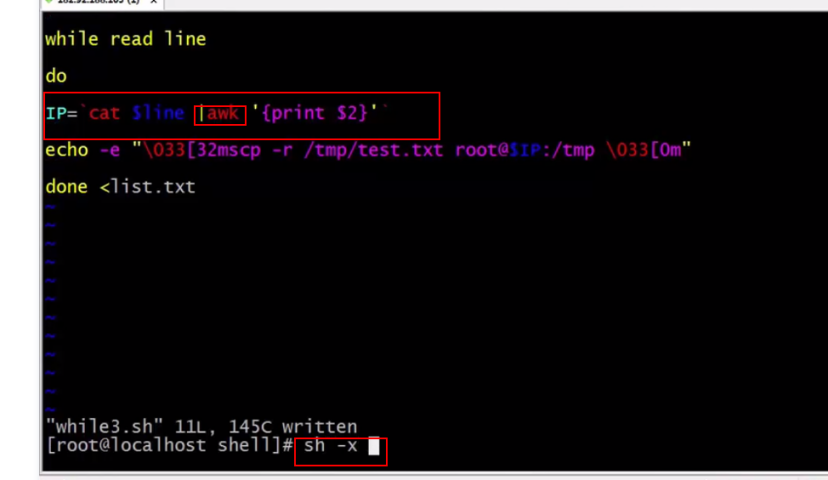 while read line
do
IP=`cat $line |awk '{print $2}'`
echo -e "\033[32mscp -r /tmp/test.txt root@$IP:/tmp \033[0m"
done <list.txt
~
~
~
~
~
~
~
~
~
~
~
~
"while3.sh" 11L, 145C written
[root@localhost shell]# sh -x